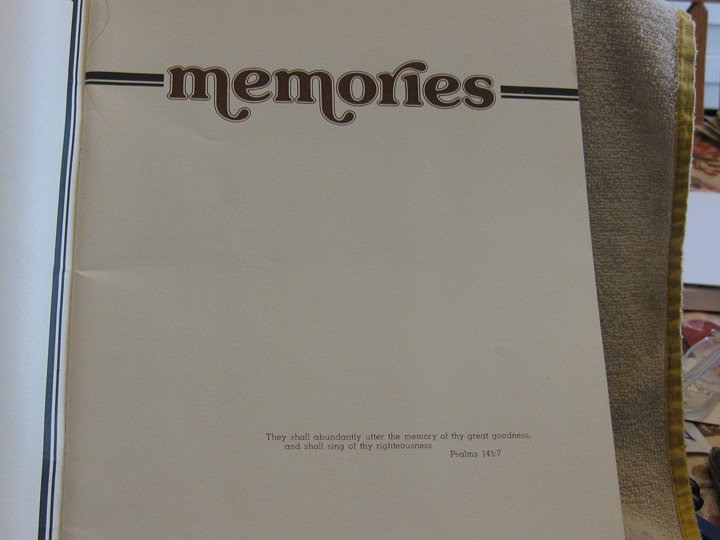 memories
They shall abundantly utter the memory of thy great goodness,
and shall sing of thy righteousness
Psalms 145:7